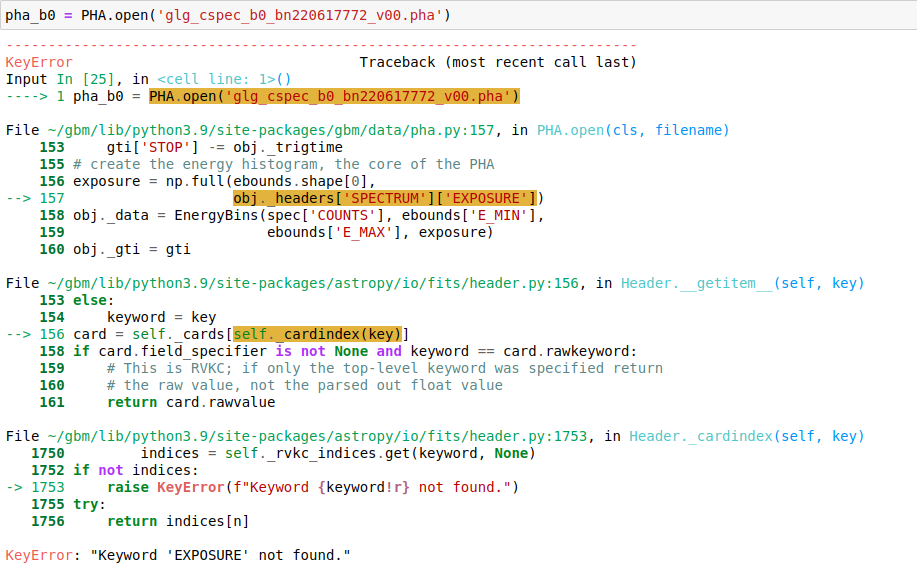 pha_b0 = PHA.open('glg_cspec_b0_bn220617772_v00.pha')
---------------------------------------------------------------------------
KeyError                                  Traceback (most recent call last)
Input In [25], in <cell line: 1>()
----> 1 pha_b0 = PHA.open('glg_cspec_b0_bn220617772_v00.pha')
File ~/gbm/lib/python3.9/site-packages/gbm/data/pha.py:157, in PHA.open(cls, filename)
    153     gti['STOP'] -= obj._trigtime
    155 # create the energy histogram, the core of the PHA
    156 exposure = np.full(ebounds.shape[0],
--> 157                    obj._headers['SPECTRUM']['EXPOSURE'])
    158 obj._data = EnergyBins(spec['COUNTS'], ebounds['E_MIN'],
    159                        ebounds['E_MAX'], exposure)
    160 obj._gti = gti
File ~/gbm/lib/python3.9/site-packages/astropy/io/fits/header.py:156, in Header.__getitem__(self, key)
    153 else:
    154     keyword = key
--> 156 card = self._cards[self._cardindex(key)]
    158 if card.field_specifier is not None and keyword == card.rawkeyword:
    159     # This is RVKC; if only the top-level keyword was specified return
    160     # the raw value, not the parsed out float value
    161     return card.rawvalue
File ~/gbm/lib/python3.9/site-packages/astropy/io/fits/header.py:1753, in Header._cardindex(self, key)
   1750         indices = self._rvkc_indices.get(keyword, None)
   1752 if not indices:
-> 1753     raise KeyError(f"Keyword {keyword!r} not found.")
   1755 try:
   1756     return indices[n]
KeyError: "Keyword 'EXPOSURE' not found."